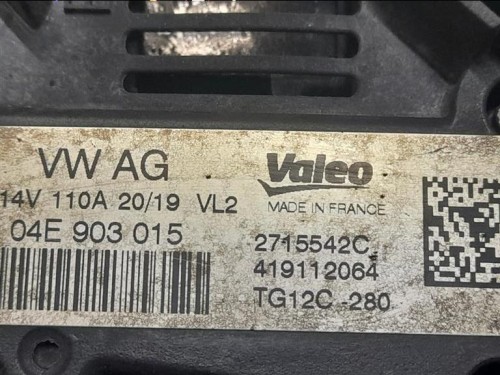 VW AG
14V 110A 20/19 VL2
04E 903 015
Valeo
MADE IN FRANCE
2715542C
419112064
TG12C -280